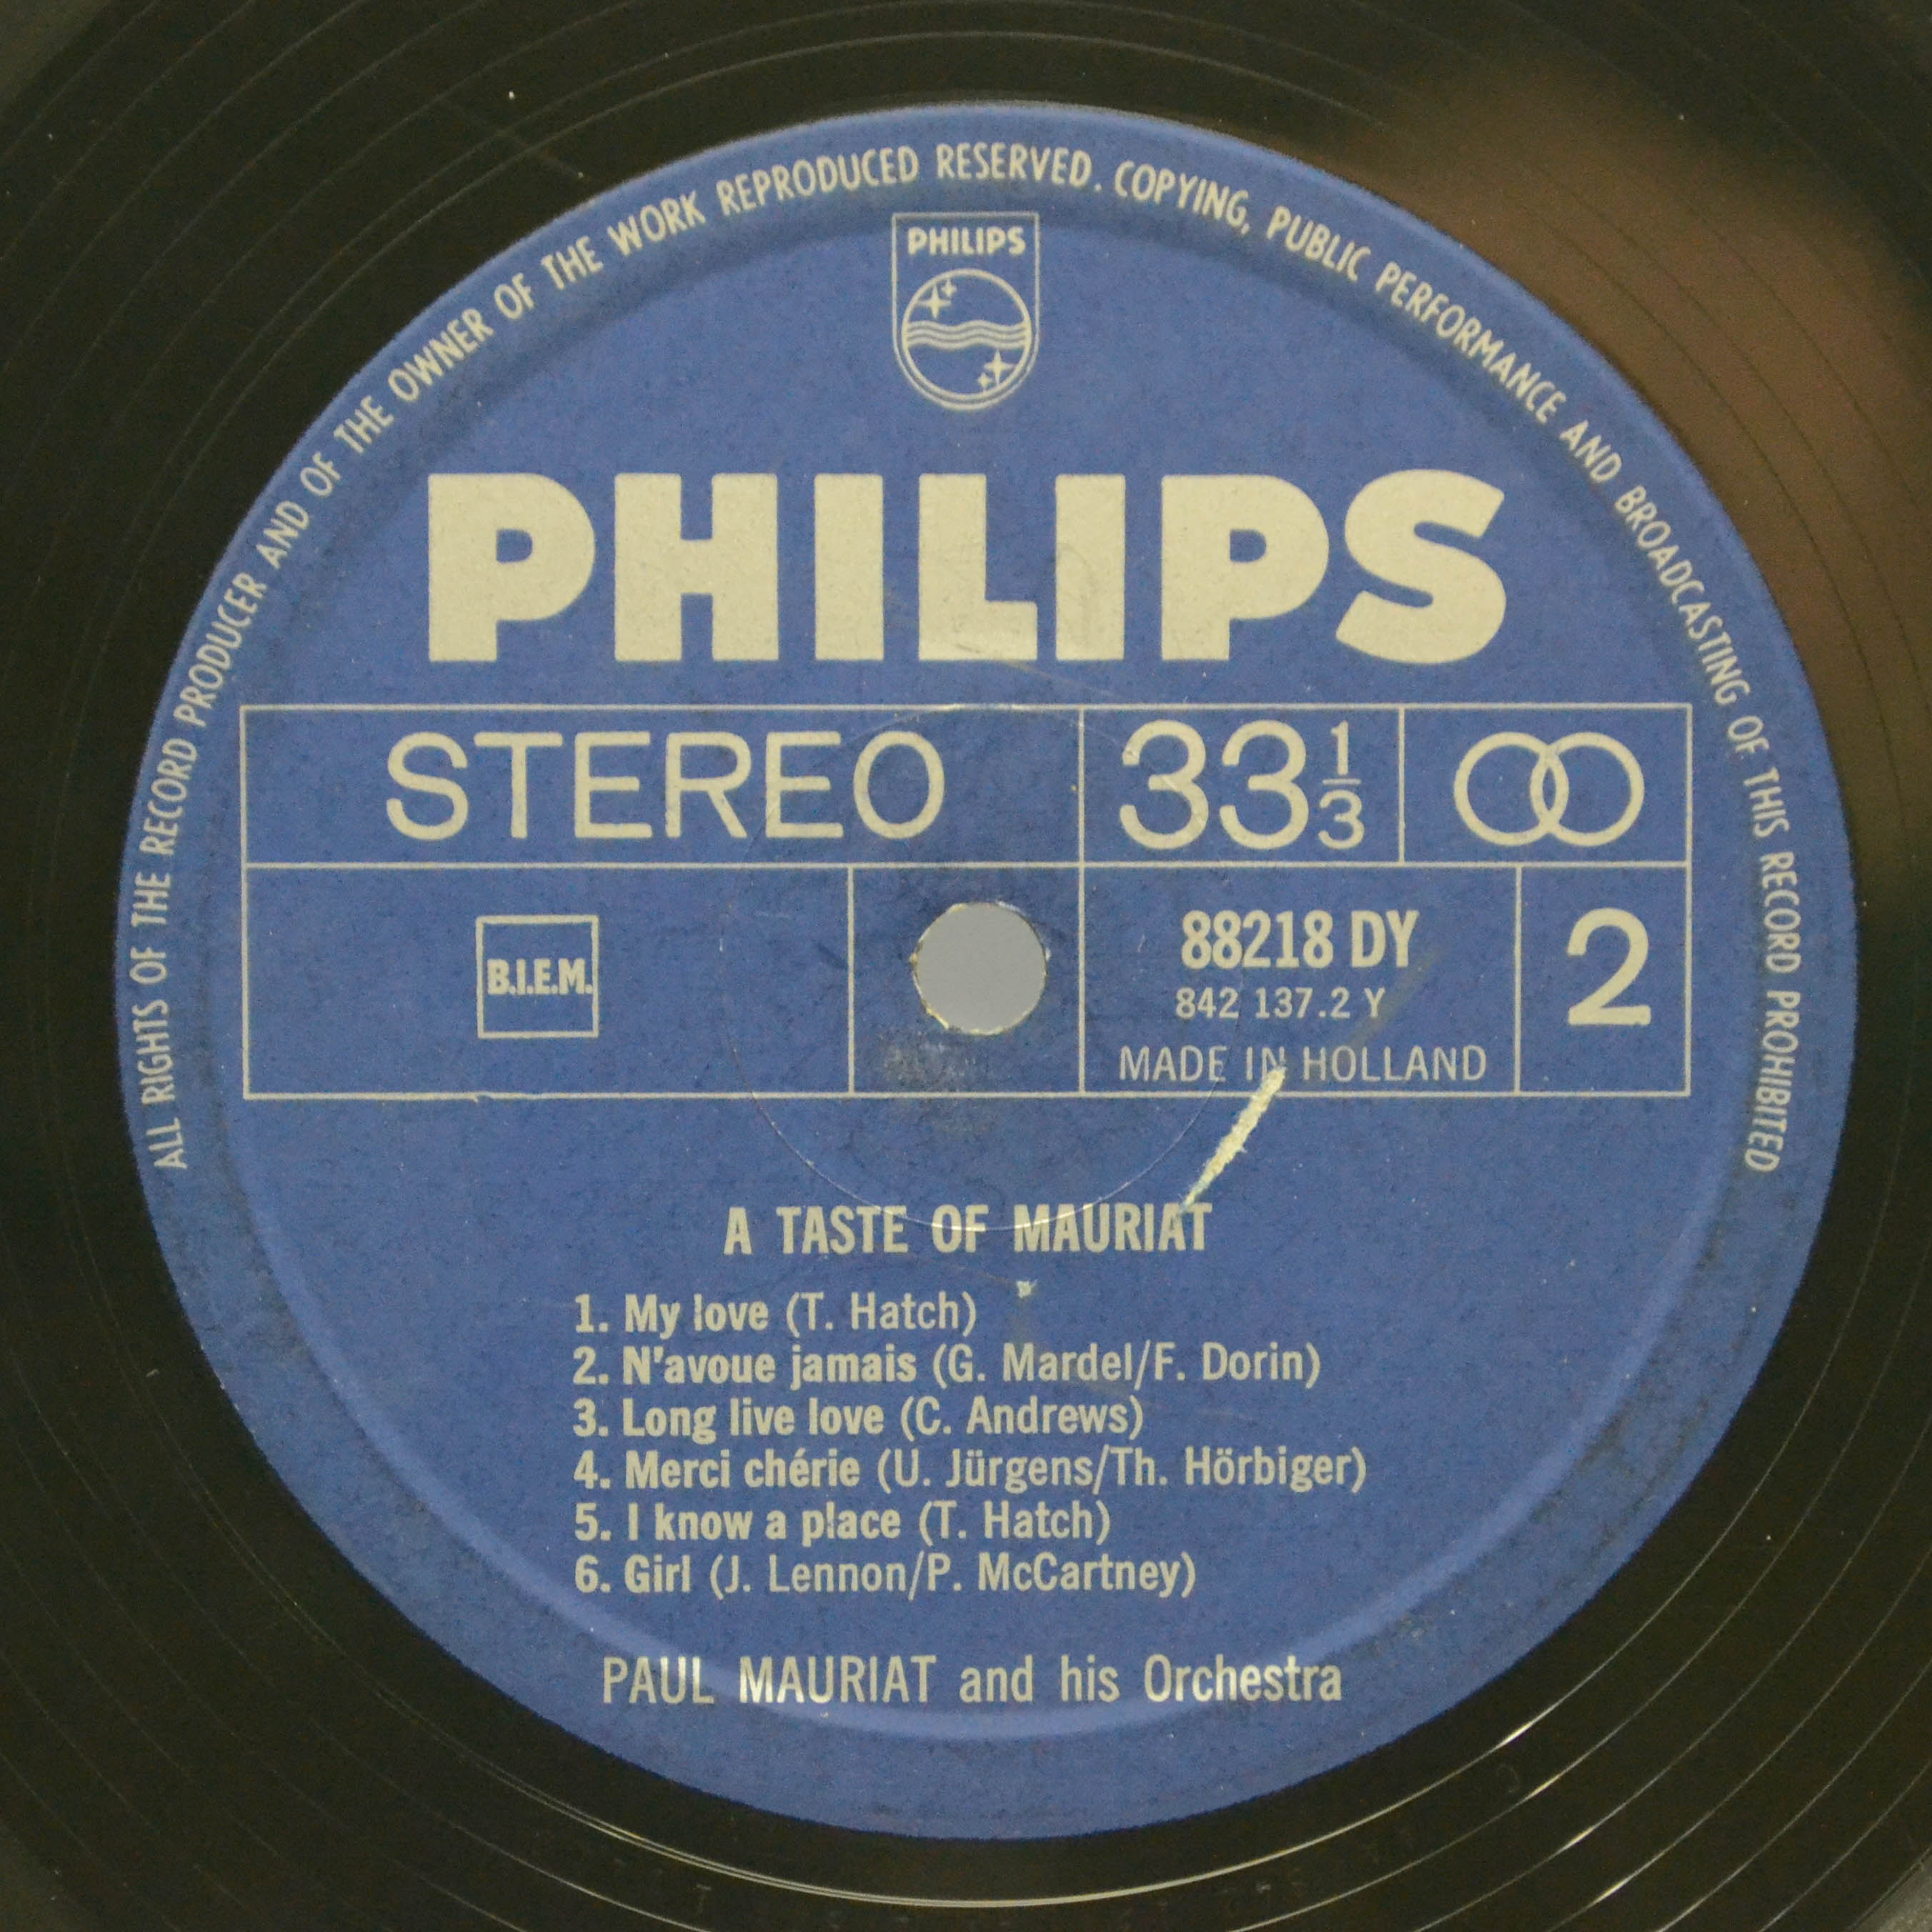 ALL RIGHTS OF THE RECORD PRODUCER AND OF THE OWNER OF THE WORK REPRODUCED RESERVED. COPYING, PUBLIC PERFORMANCE AND BROADCASTING OF THIS RECORD PROHIBITED
PHILIPS
PHILIPS
STEREO 33 1/3
B.I.E.M. 88218 DY 2
842 137.2 Y
MADE IN HOLLAND
A TASTE OF MAURIAT
1. My love (T. Hatch)
2. N'avoue jamais (G. Mardel/F. Dorin)
3. Long live love (C. Andrews)
4. Merci chérie (U. Jürgens/Th. Hörbiger)
5. I know a place (T. Hatch)
6. Girl (J. Lennon/P. McCartney)
PAUL MAURIAT and his Orchestra